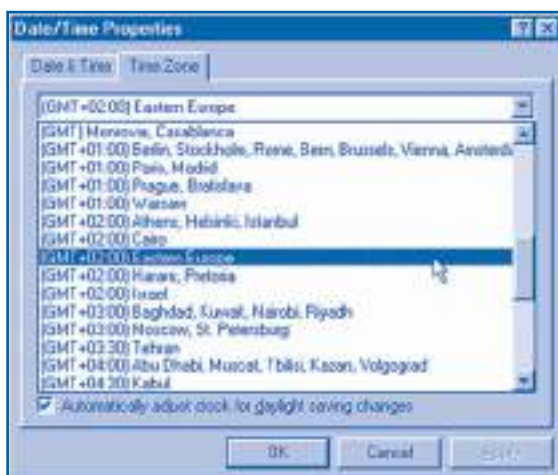 Date/Time Properties
Date & Time Time Zone
(GMT+02:00) Eastern Europe
(GMT) Monrovia, Casablanca
(GMT+01:00) Berlin, Stockholm, Rome, Bern, Brussels, Vienna, Amsterda
(GMT+01:00) Paris, Madrid
(GMT+01:00) Prague, Bratislava
(GMT+01:00) Warsaw
(GMT+02:00) Athens, Helsinki, Istanbul
(GMT+02:00) Cairo
(GMT+02:00) Eastern Europe
(GMT+02:00) Harare, Pretoria
(GMT+02:00) Israel
(GMT+03:00) Baghdad, Kuwait, Nairobi, Riyadh
(GMT+03:00) Moscow, St. Petersburg
(GMT+03:30) Tehran
(GMT+04:00) Abu Dhabi, Muscat, Tbilisi, Kazan, Volgograd
(GMT+04:30) Kabul
Automatically adjust clock for daylight saving changes
OK Cancel Apply